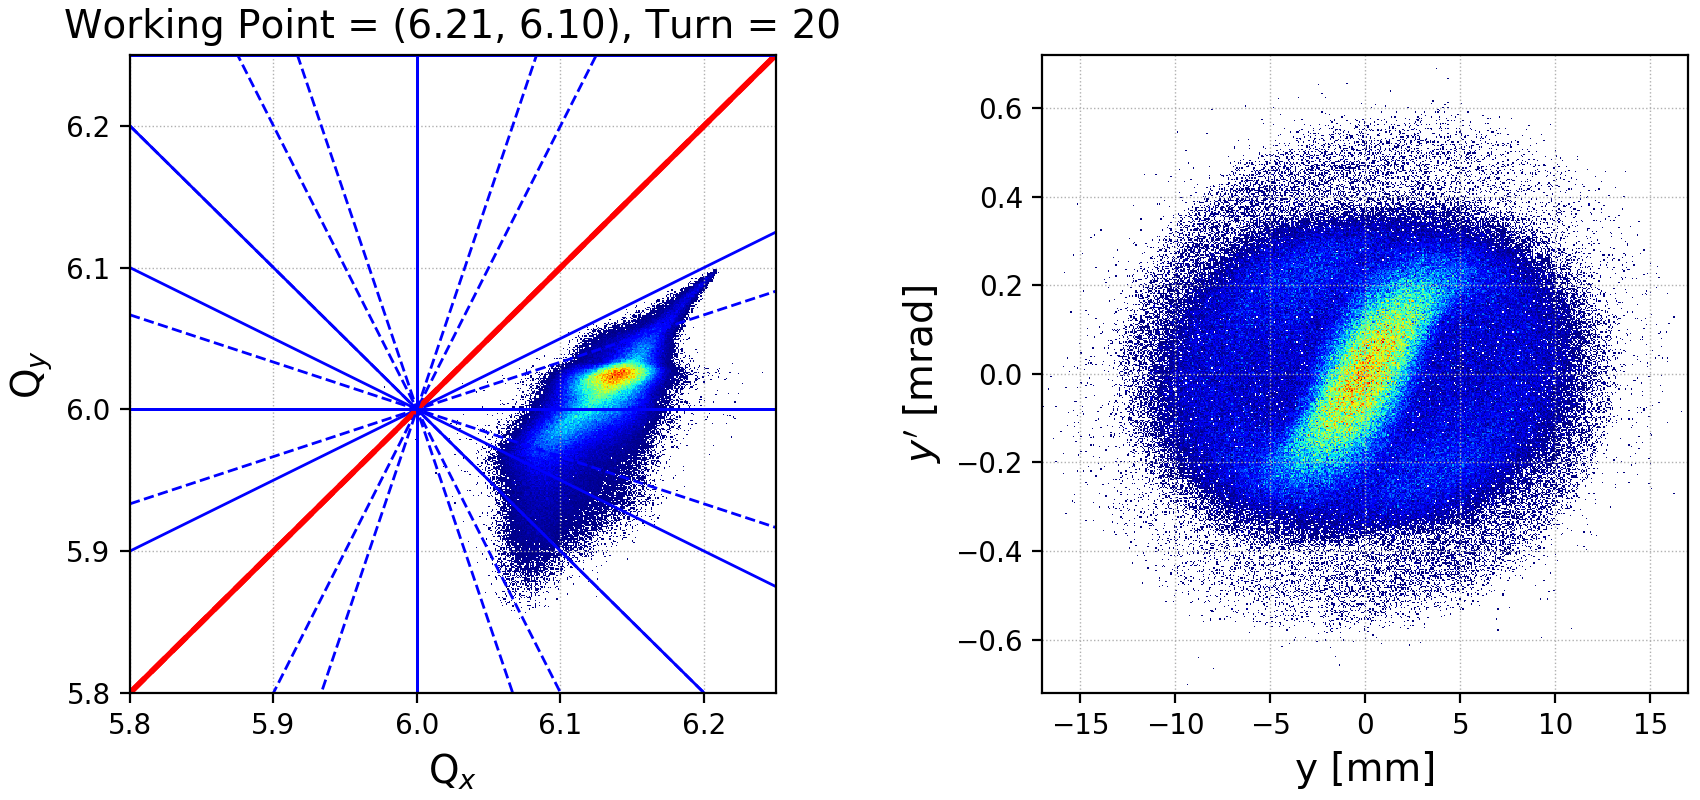 Working Point = (6.21, 6.10), Turn = 20
6.2
6.1
6.0
5.9
5.8
Q_y
5.8 5.9 6.0 6.1 6.2
Q_x
0.6
0.4
0.2
0.0
−0.2
−0.4
−0.6
y′ [mrad]
−15 −10 −5 0 5 10 15
y [mm]